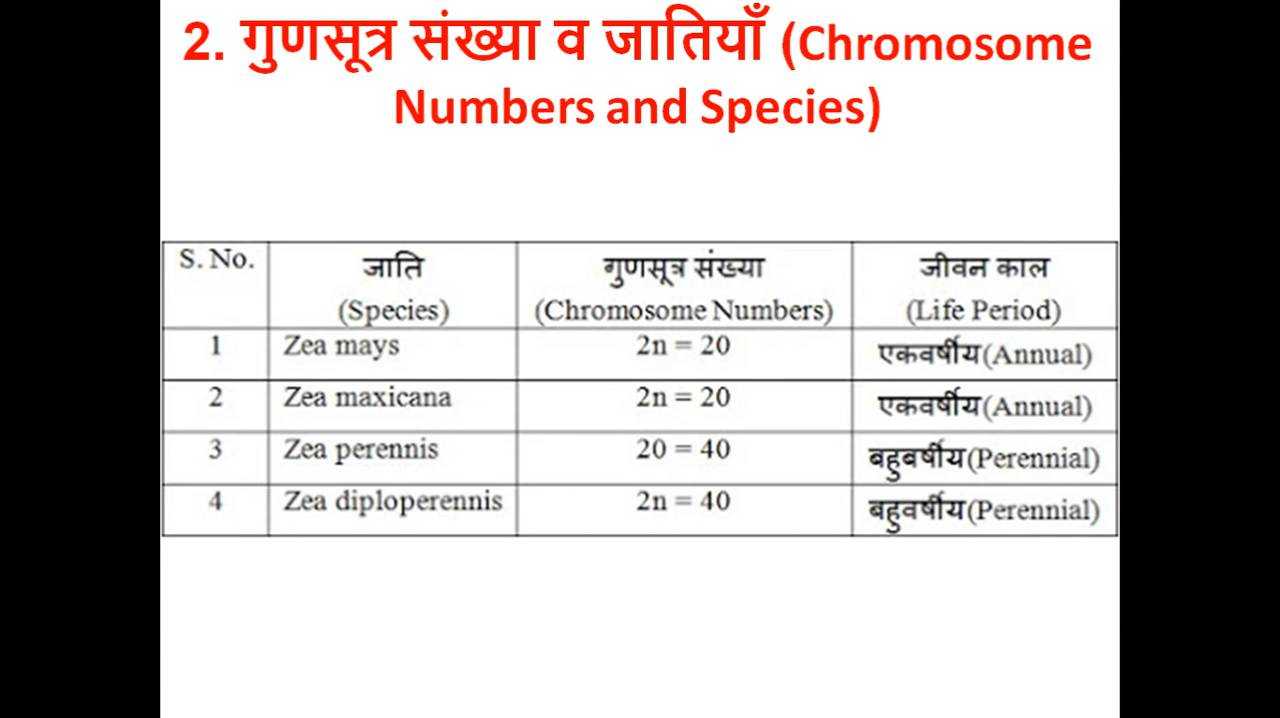 2. गुणसूत्र संख्या व जातियाँ (Chromosome
Numbers and Species)
S. No. जाति (Species) गुणसूत्र संख्या (Chromosome Numbers) जीवन काल (Life Period)
1 Zea mays 2n = 20 एकवर्षीय(Annual)
2 Zea maxicana 2n = 20 एकवर्षीय(Annual)
3 Zea perennis 20 = 40 बहुवर्षीय(Perennial)
4 Zea diploperennis 2n = 40 बहुवर्षीय(Perennial)